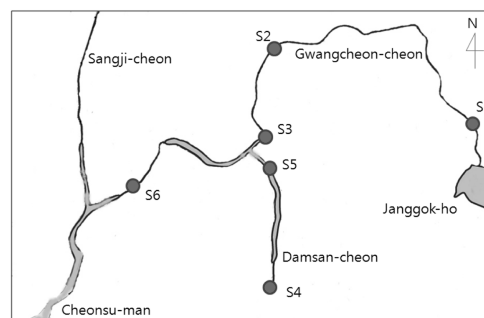 N
S2
Sangji-cheon
Gwangcheon-cheon
S
S3
S5
S6
Janggok-ho
Damsan-cheon
S4
Cheonsu-man